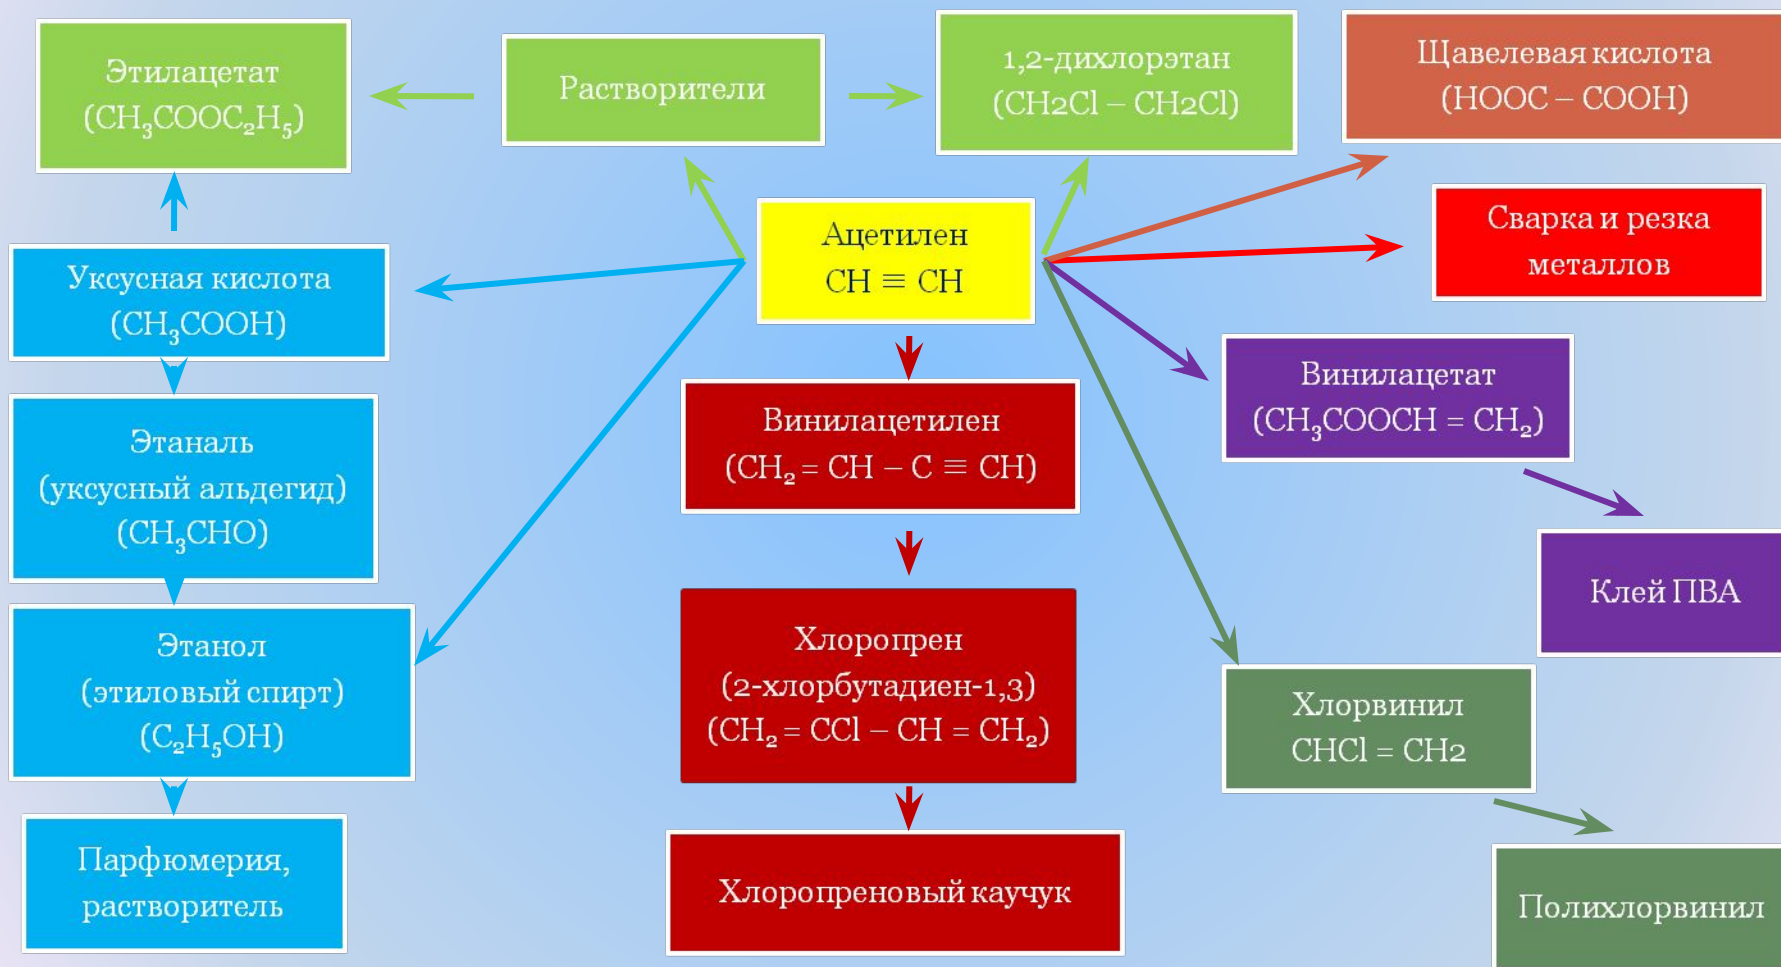 Этилацетат
(CH₃COOC₂H₅)
Растворители
1,2-дихлорэтан
(CH2Cl – CH2Cl)
Щавелевая кислота
(HOOC – COOH)
Ацетилен
CH ≡ CH
Сварка и резка
металлов
Уксусная кислота
(CH₃COOH)
Винилацетат
(CH₃COOCH = CH₂)
Винилацетилен
(CH₂ = CH – C ≡ CH)
Этаналь
(уксусный альдегид)
(CH₃CHO)
Клей ПВА
Этанол
(этиловый спирт)
(C₂H₅OH)
Хлоропрен
(2-хлорбутадиен-1,3)
(CH₂ = CCl – CH = CH₂)
Хлорвинил
CHCl = CH2
Парфюмерия,
растворитель
Хлоропреновый каучук
Полихлорвинил